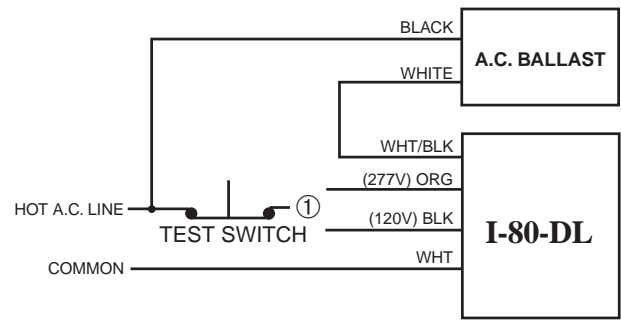 BLACK
A.C. BALLAST
WHITE
WHT/BLK
(277V) ORG
HOT A.C. LINE
①
TEST SWITCH
(120V) BLK
I-80-DL
COMMON
WHT